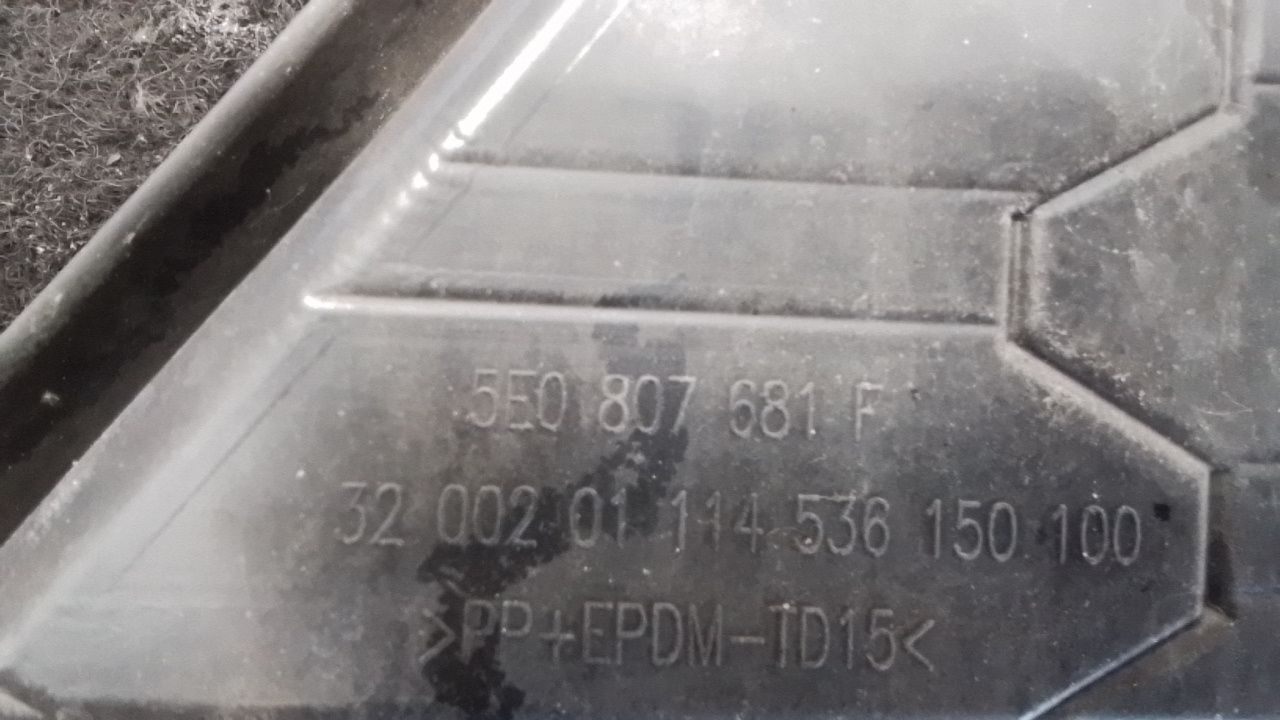 5E0 807 681 F
32 002 01 114 536 150 100
>PP+EPDM-TD15<